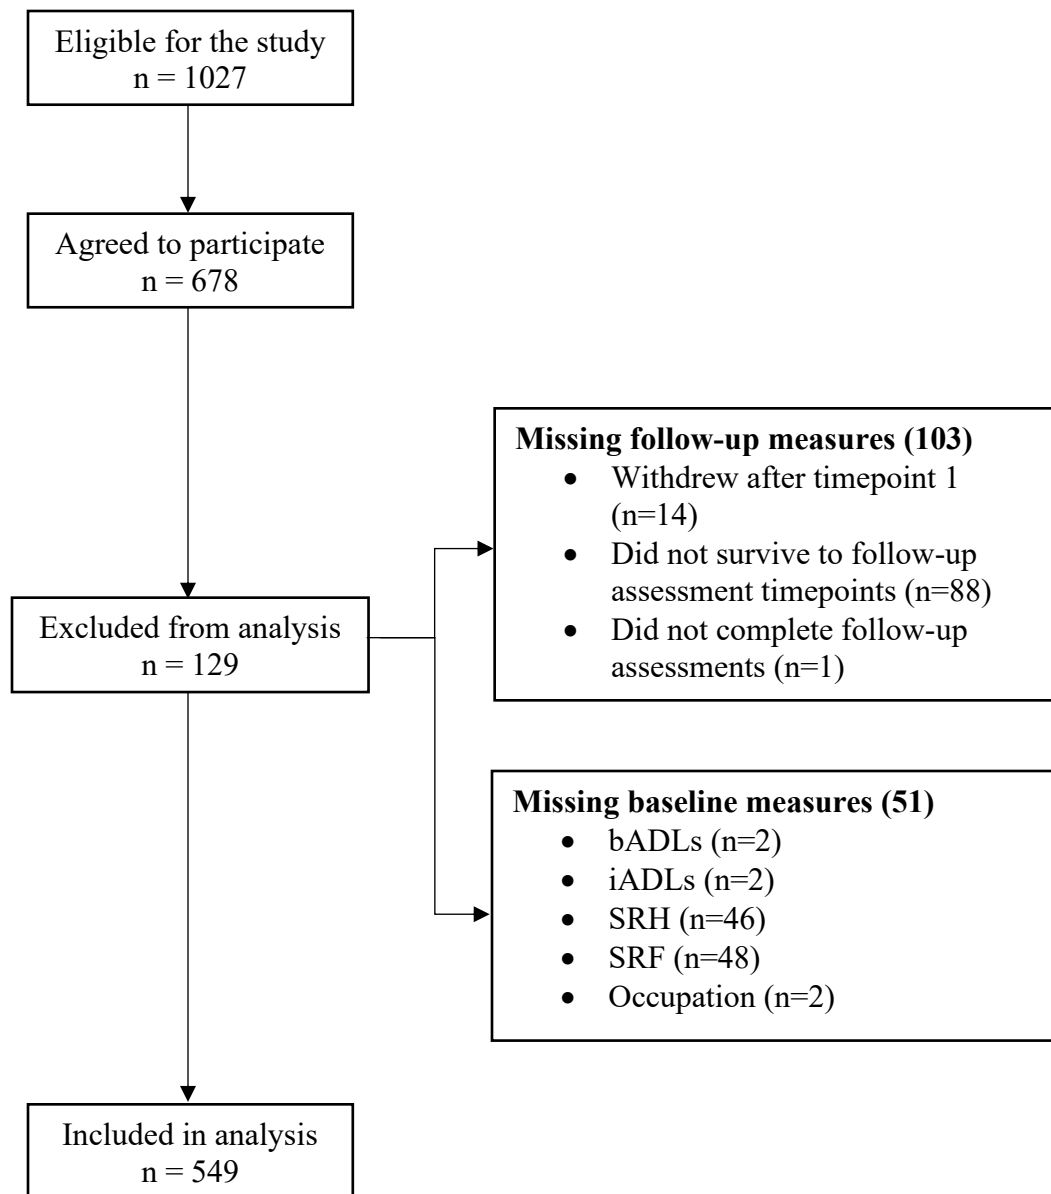 Eligible for the study
n = 1027
Agreed to participate
n = 678
Missing follow-up measures (103)
• Withdrew after timepoint 1
(n=14)
• Did not survive to follow-up
assessment timepoints (n=88)
• Did not complete follow-up
assessments (n=1)
Excluded from analysis
n = 129
Missing baseline measures (51)
• bADLs (n=2)
• iADLs (n=2)
• SRH (n=46)
• SRF (n=48)
• Occupation (n=2)
Included in analysis
n = 549